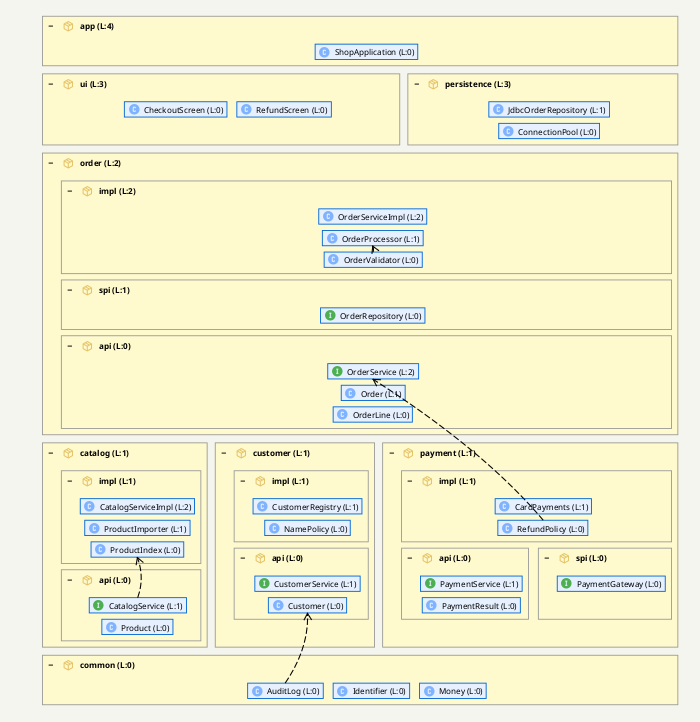 app (L:4)
ShopApplication (L:0)
ui (L:3)
persistence (L:3)
CheckoutScreen (L:0)
RefundScreen (L:0)
JdbcOrderRepository (L:1)
ConnectionPool (L:0)
order (L:2)
impl (L:2)
OrderServiceImpl (L:2)
OrderProcessor (L:1)
OrderValidator (L:0)
spi (L:1)
OrderRepository (L:0)
api (L:0)
OrderService (L:2)
Order (L:1)
OrderLine (L:0)
catalog (L:1)
impl (L:1)
CatalogServiceImpl (L:2)
ProductImporter (L:1)
ProductIndex (L:0)
api (L:0)
CatalogService (L:1)
Product (L:0)
customer (L:1)
impl (L:1)
CustomerRegistry (L:1)
NamePolicy (L:0)
api (L:0)
CustomerService (L:1)
Customer (L:0)
payment (L:1)
impl (L:1)
CardPayments (L:1)
RefundPolicy (L:0)
api (L:0)
PaymentService (L:1)
PaymentResult (L:0)
spi (L:0)
PaymentGateway (L:0)
common (L:0)
AuditLog (L:0)
Identifier (L:0)
Money (L:0)